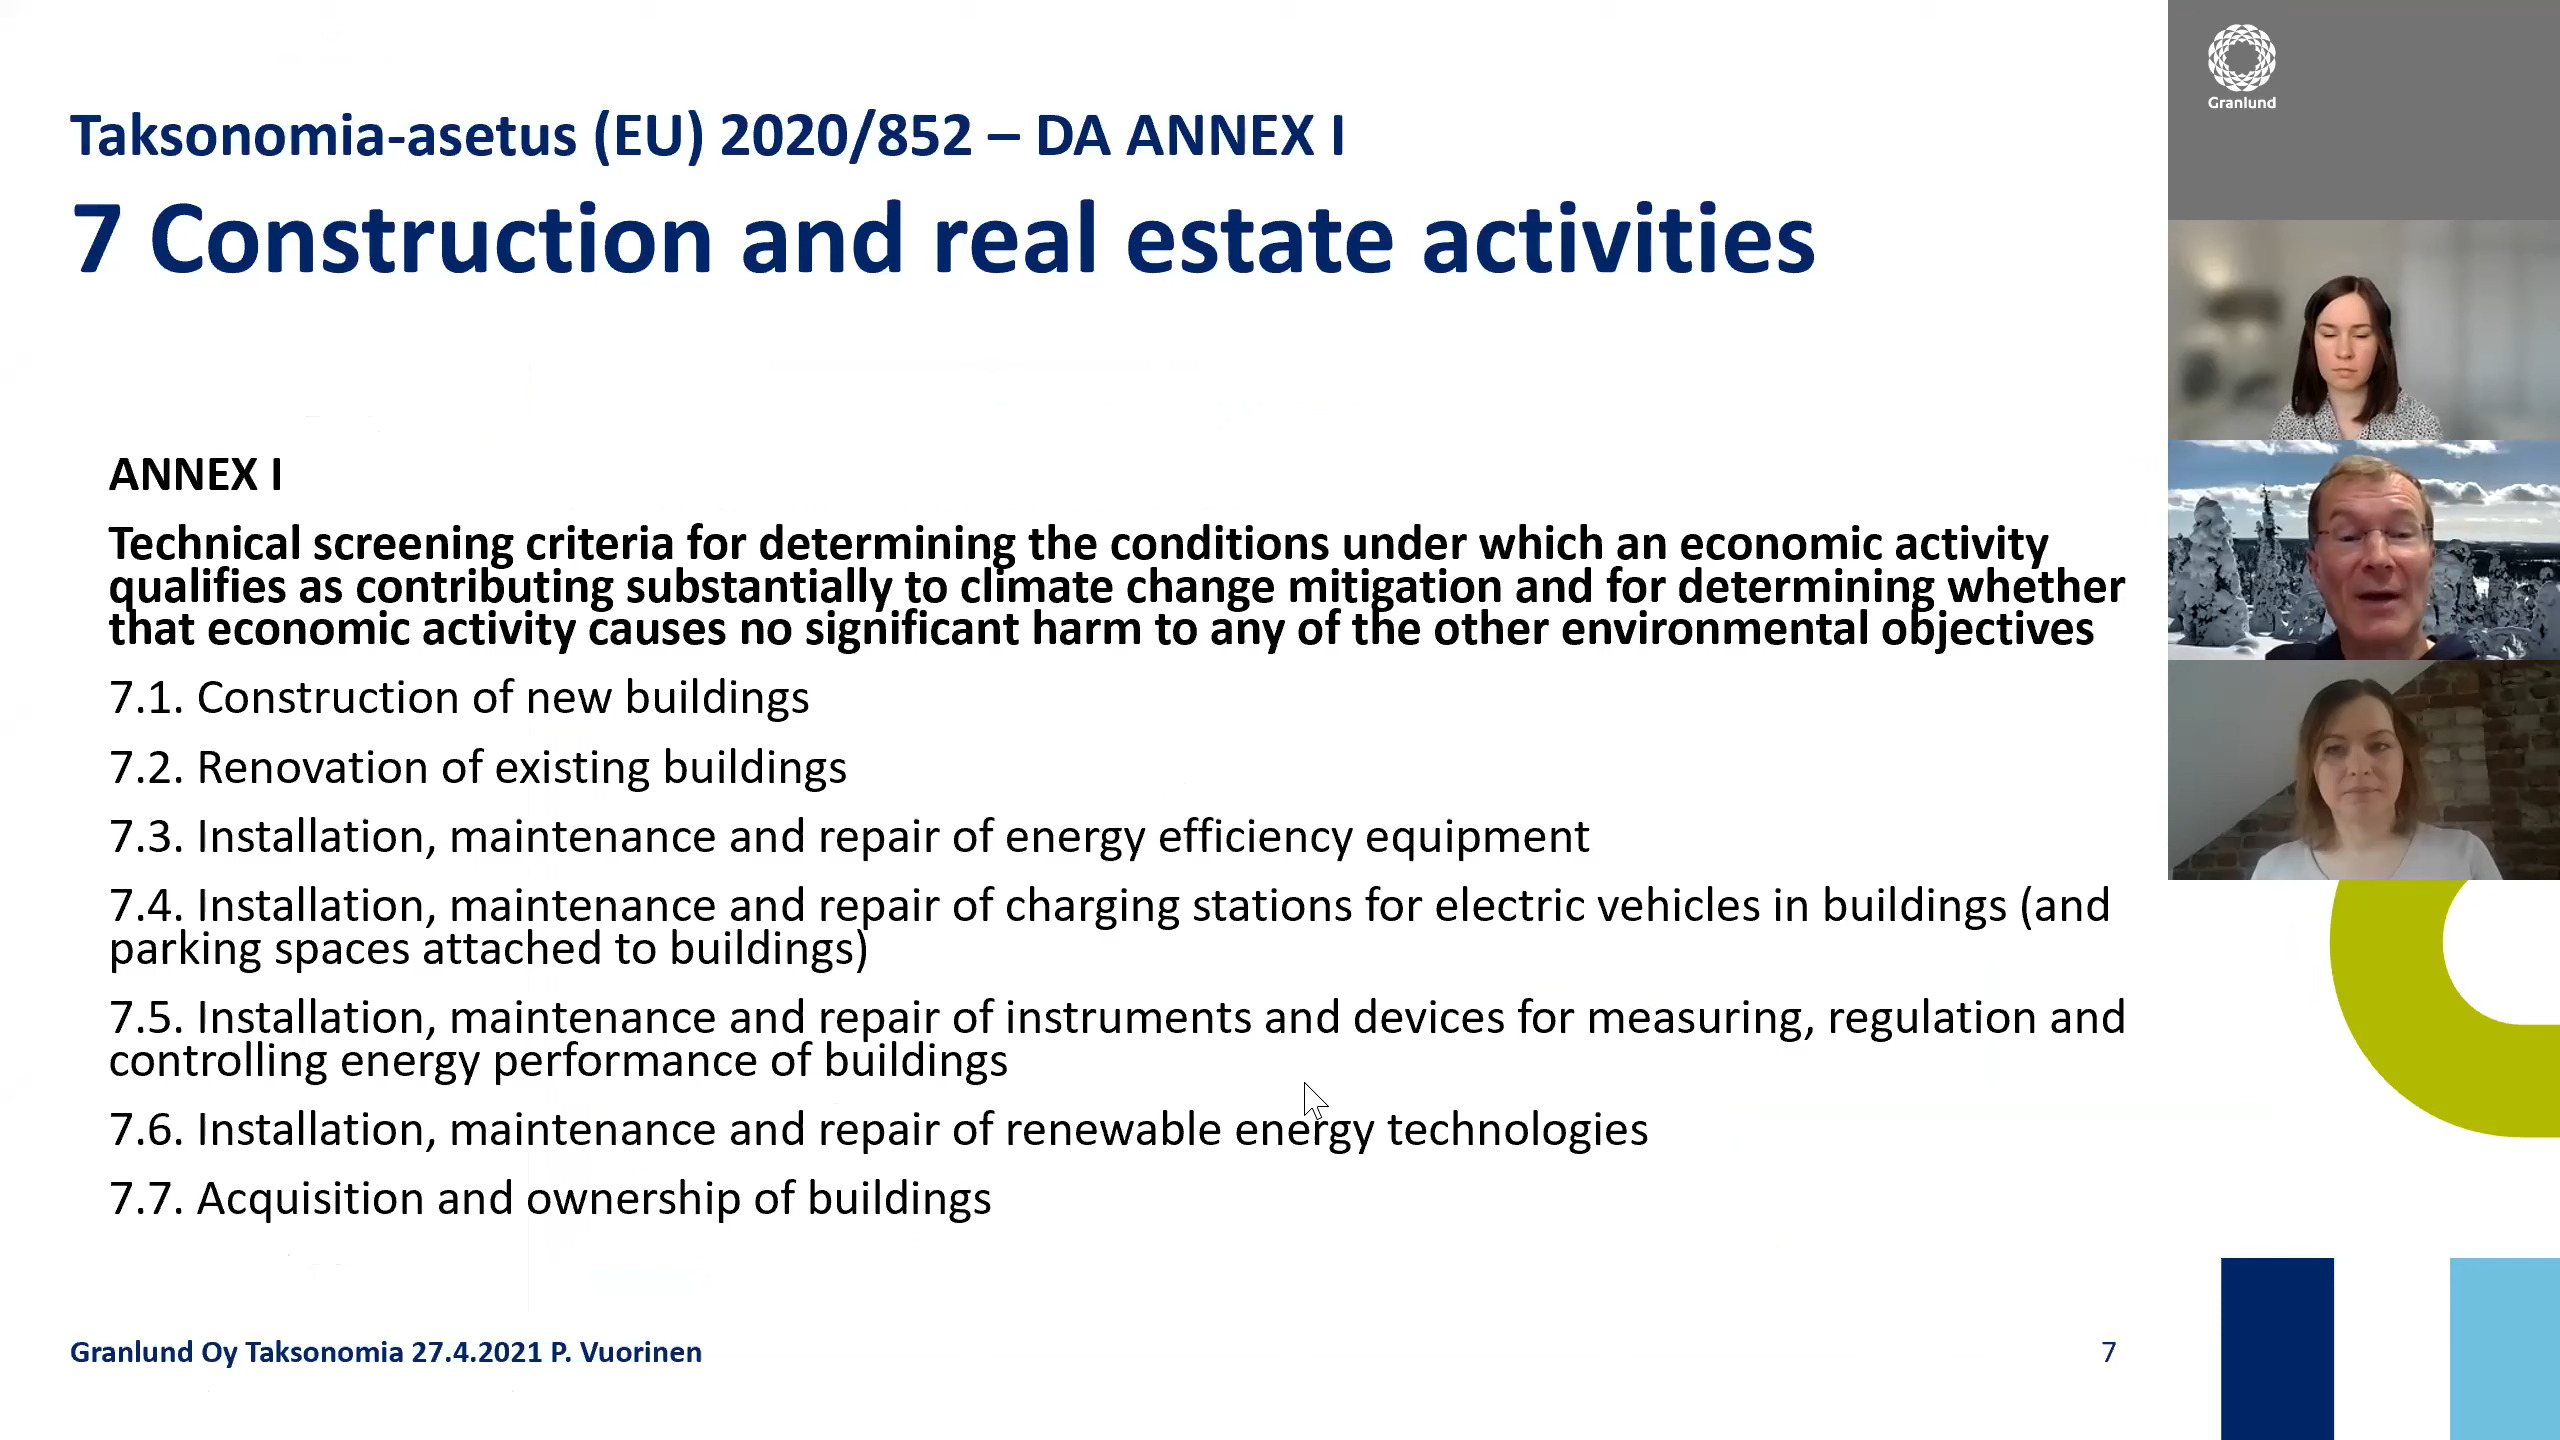 Granlund
Taksonomia-asetus (EU) 2020/852 – DA ANNEX I
7 Construction and real estate activities
ANNEX I
Technical screening criteria for determining the conditions under which an economic activity
qualifies as contributing substantially to climate change mitigation and for determining whether
that economic activity causes no significant harm to any of the other environmental objectives
7.1. Construction of new buildings
7.2. Renovation of existing buildings
7.3. Installation, maintenance and repair of energy efficiency equipment
7.4. Installation, maintenance and repair of charging stations for electric vehicles in buildings (and
parking spaces attached to buildings)
7.5. Installation, maintenance and repair of instruments and devices for measuring, regulation and
controlling energy performance of buildings
7.6. Installation, maintenance and repair of renewable energy technologies
7.7. Acquisition and ownership of buildings
Granlund Oy Taksonomia 27.4.2021 P. Vuorinen
7